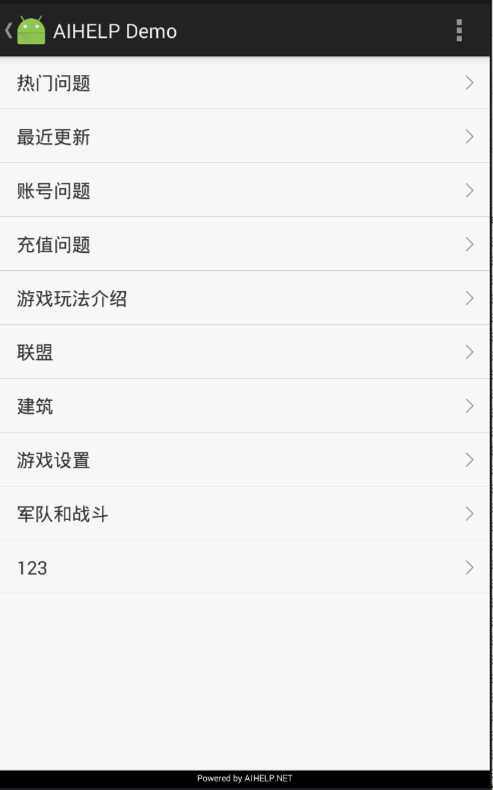 AIHELP Demo
热门问题
最近更新
账号问题
充值问题
游戏玩法介绍
联盟
建筑
游戏设置
军队和战斗
123
Powered by AIHELP.NET